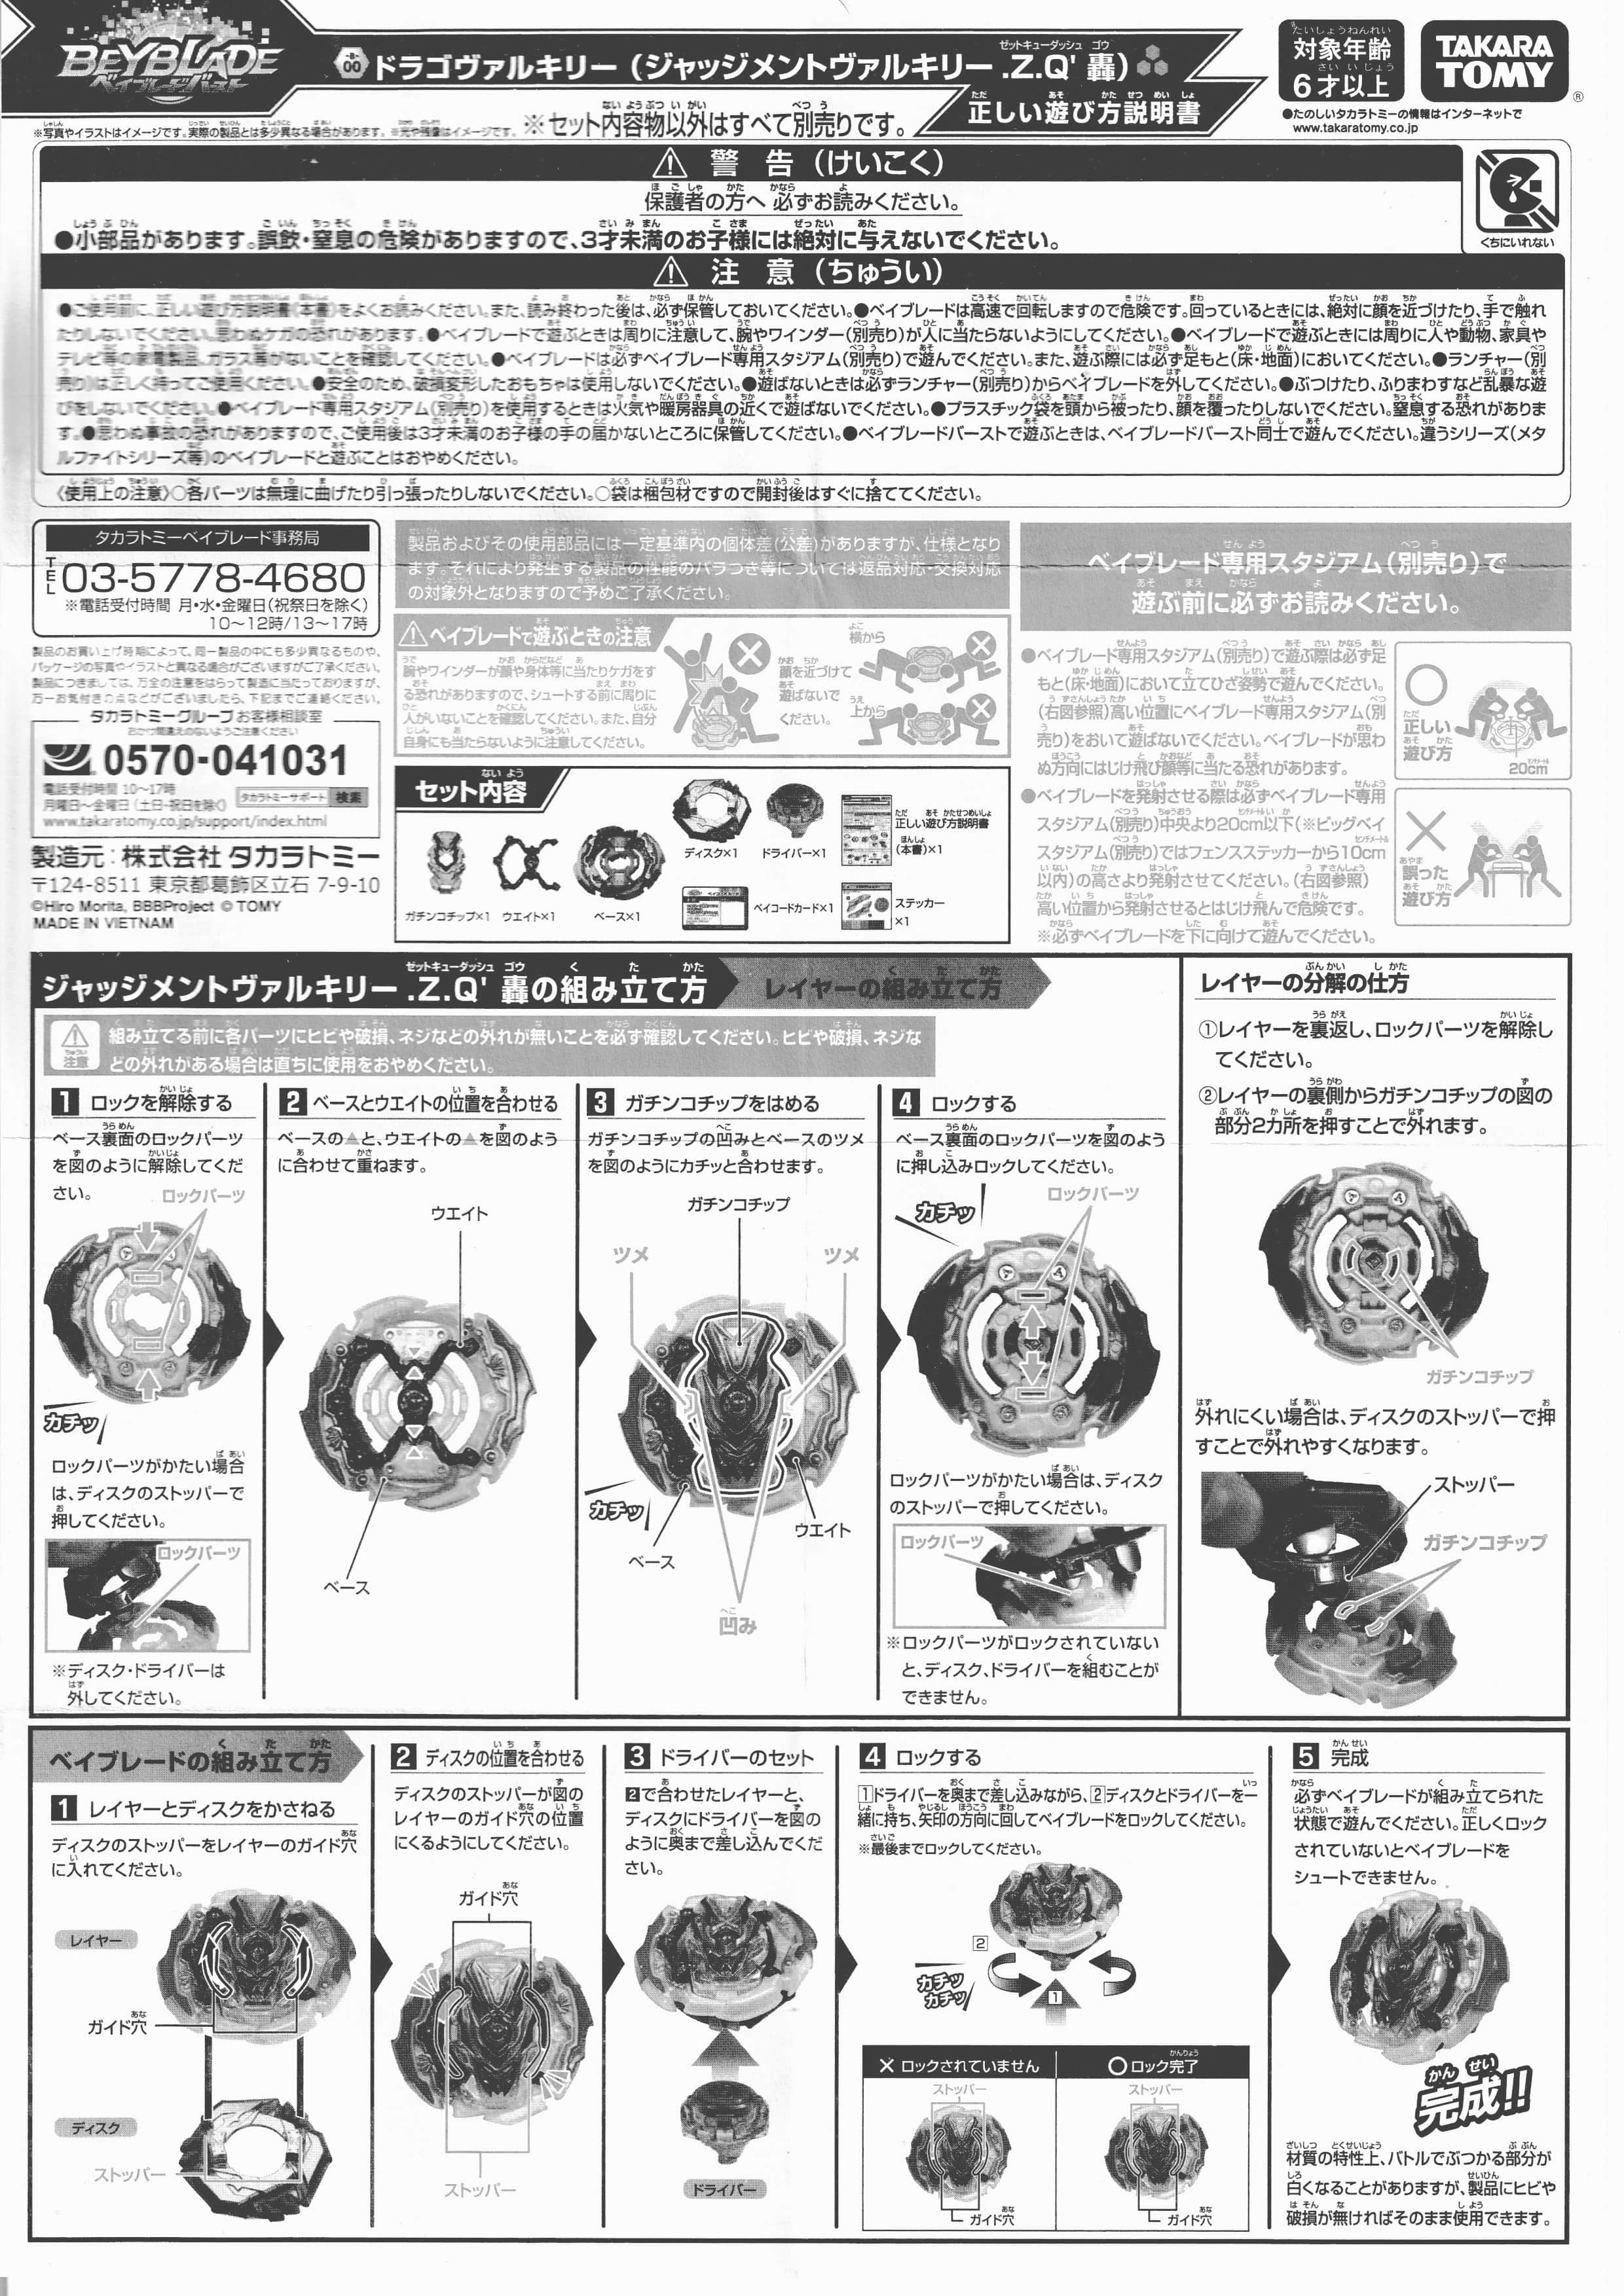 BEYBLADE
ベイブレードバースト
B-00 ドラゴヴァルキリー（ジャッジメントヴァルキリー .Z.Q' 轟）
正しい遊び方説明書
対象年齢
6才以上
TAKARA
TOMY
®
●たのしいタカラトミーの情報はインターネットで
www.takaratomy.co.jp
※写真やイラストはイメージです。実際の製品とは多少異なる場合があります。※光や残像はイメージです。
※セット内容物以外はすべて別売りです。
⚠ 警 告（けいこく）
保護者の方へ 必ずお読みください。
●小部品があります。誤飲・窒息の危険がありますので、3才未満のお子様には絶対に与えないでください。
くちにいれない
⚠ 注 意（ちゅうい）
●ご使用前に、正しい遊び方説明書(本書)をよくお読みください。また、読み終わった後は、必ず保管しておいてください。●ベイブレードは高速で回転しますので危険です。回っているときには、絶対に顔を近づけたり、手で触れ
たりしないでください。思わぬケガの恐れがあります。●ベイブレードで遊ぶときは周りに注意して、腕やワインダー(別売り)が人に当たらないようにしてください。●ベイブレードで遊ぶときには周りに人や動物、家具や
テレビ等の家電製品、ガラス等がないことを確認してください。●ベイブレードは必ずベイブレード専用スタジアム(別売り)で遊んでください。また、遊ぶ際には必ず足もと(床・地面)においてください。●ランチャー(別
売り)は正しく持ってご使用ください。●安全のため、破損変形したおもちゃは使用しないでください。●遊ばないときは必ずランチャー(別売り)からベイブレードを外してください。●ぶつけたり、ふりまわすなど乱暴な遊
びをしないでください。●ベイブレード専用スタジアム(別売り)を使用するときは火気や暖房器具の近くで遊ばないでください。●プラスチック袋を頭から被ったり、顔を覆ったりしないでください。窒息する恐れがありま
す。●思わぬ事故の恐れがありますので、ご使用後は3才未満のお子様の手の届かないところに保管してください。●ベイブレードバーストで遊ぶときは、ベイブレードバースト同士で遊んでください。違うシリーズ(メタ
ルファイトシリーズ等)のベイブレードと遊ぶことはおやめください。
〈使用上の注意〉○各パーツは無理に曲げたり引っ張ったりしないでください。○袋は梱包材ですので開封後はすぐに捨ててください。
タカラトミーベイブレード事務局
TEL 03-5778-4680
※電話受付時間 月・水・金曜日(祝祭日を除く)
10～12時/13～17時
製品のお買い上げ時期によって、同一製品の中にも多少異なるものや、
パッケージの写真やイラストと異なる場合がございますがご了承ください。
製品につきましては、万全の注意をはらって製造に当たっておりますが、
万一お気付きの点などがございましたら、下記までご連絡ください。
タカラトミーグループ お客様相談室
おかけ間違えのないようご注意ください
0570-041031
電話受付時間 10～17時
月曜日～金曜日（土日・祝日を除く）
タカラトミーサポート 検索
www.takaratomy.co.jp/support/index.html
製造元：株式会社 タカラトミー
〒124-8511 東京都葛飾区立石 7-9-10
©Hiro Morita, BBBProject © TOMY
MADE IN VIETNAM
製品およびその使用部品には一定基準内の個体差(公差)がありますが、仕様となり
ます。それにより発生する製品の性能のバラつき等については返品対応・交換対応
の対象外となりますので予めご了承ください。
⚠ベイブレードで遊ぶときの注意
腕やワインダーが顔や身体等に当たりケガをす
る恐れがありますので、シュートする前に周りに
人がいないことを確認してください。また、自分
自身にも当たらないように注意してください。
顔を近づけて
遊ばないで
ください。
横から
上から
セット内容
ガチンコチップ×1
ウエイト×1
ベース×1
ディスク×1
ドライバー×1
正しい遊び方説明書
(本書)×1
ベイコードカード×1
ステッカー
×1
ベイブレード専用スタジアム(別売り)で
遊ぶ前に必ずお読みください。
●ベイブレード専用スタジアム(別売り)で遊ぶ際は必ず足
もと(床・地面)において立てひざ姿勢で遊んでください。
(右図参照)高い位置にベイブレード専用スタジアム(別
売り)をおいて遊ばないでください。ベイブレードが思わ
ぬ方向にはじけ飛び顔等に当たる恐れがあります。
●ベイブレードを発射させる際は必ずベイブレード専用
スタジアム(別売り)中央より20cm以下(※ビッグベイ
スタジアム(別売り)ではフェンスステッカーから10cm
以内)の高さより発射させてください。(右図参照)
高い位置から発射させるとはじけ飛んで危険です。
※必ずベイブレードを下に向けて遊んでください。
正しい
遊び方
20cm
誤った
遊び方
ジャッジメントヴァルキリー .Z.Q' 轟の組み立て方
レイヤーの組み立て方
⚠
注意
組み立てる前に各パーツにヒビや破損、ネジなどの外れが無いことを必ず確認してください。ヒビや破損、ネジな
どの外れがある場合は直ちに使用をおやめください。
1 ロックを解除する
ベース裏面のロックパーツ
を図のように解除してくだ
さい。
ロックパーツ
カチッ
ロックパーツがかたい場合
は、ディスクのストッパーで
押してください。
ロックパーツ
※ディスク・ドライバーは
外してください。
2 ベースとウエイトの位置を合わせる
ベースの▲と、ウエイトの▲を図のよう
に合わせて重ねます。
ウエイト
ベース
3 ガチンコチップをはめる
ガチンコチップの凹みとベースのツメ
を図のようにカチッと合わせます。
ガチンコチップ
ツメ
ツメ
カチッ
ベース
ウエイト
凹み
4 ロックする
ベース裏面のロックパーツを図のよう
に押し込みロックしてください。
カチッ
ロックパーツ
ロックパーツがかたい場合は、ディスク
のストッパーで押してください。
ロックパーツ
※ロックパーツがロックされていない
と、ディスク、ドライバーを組むことが
できません。
レイヤーの分解の仕方
①レイヤーを裏返し、ロックパーツを解除し
てください。
②レイヤーの裏側からガチンコチップの図の
部分2カ所を押すことで外れます。
ガチンコチップ
外れにくい場合は、ディスクのストッパーで押
すことで外れやすくなります。
ストッパー
ガチンコチップ
ベイブレードの組み立て方
1 レイヤーとディスクをかさねる
ディスクのストッパーをレイヤーのガイド穴
に入れてください。
レイヤー
ガイド穴
ディスク
ストッパー
2 ディスクの位置を合わせる
ディスクのストッパーが図の
レイヤーのガイド穴の位置
にくるようにしてください。
ガイド穴
ストッパー
3 ドライバーのセット
2で合わせたレイヤーと、
ディスクにドライバーを図の
ように奥まで差し込んでくだ
さい。
ドライバー
4 ロックする
1ドライバーを奥まで差し込みながら、2ディスクとドライバーを一
緒に持ち、矢印の方向に回してベイブレードをロックしてください。
※最後までロックしてください。
2
カチッ
カチッ
1
× ロックされていません
○ロック完了
ストッパー
ストッパー
ガイド穴
ガイド穴
5 完成
必ずベイブレードが組み立てられた
状態で遊んでください。正しくロック
されていないとベイブレードを
シュートできません。
完成!!
材質の特性上、バトルでぶつかる部分が
白くなることがありますが、製品にヒビや
破損が無ければそのまま使用できます。